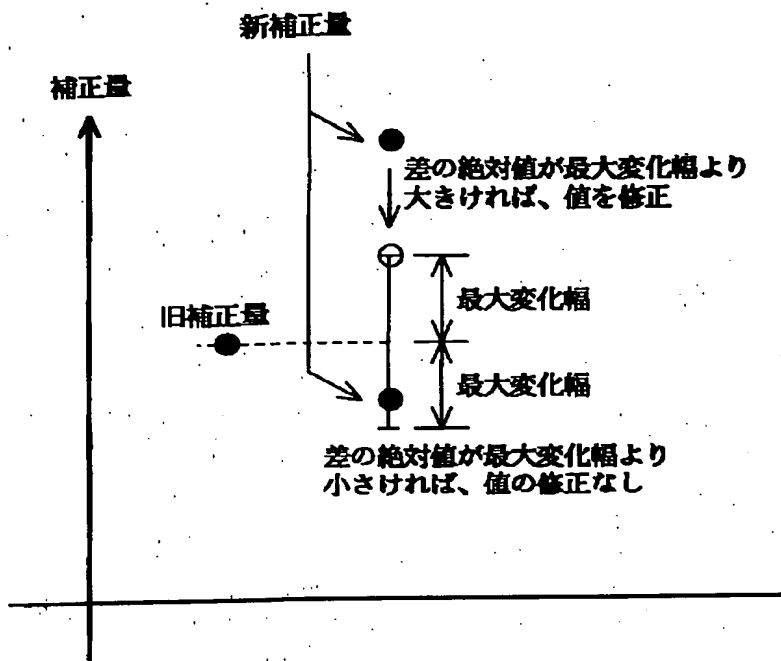 新補正量
補正量
差の絶対値が最大変化幅より
大きければ、値を修正
最大変化幅
旧補正量
最大変化幅
差の絶対値が最大変化幅より
小さければ、値の修正なし